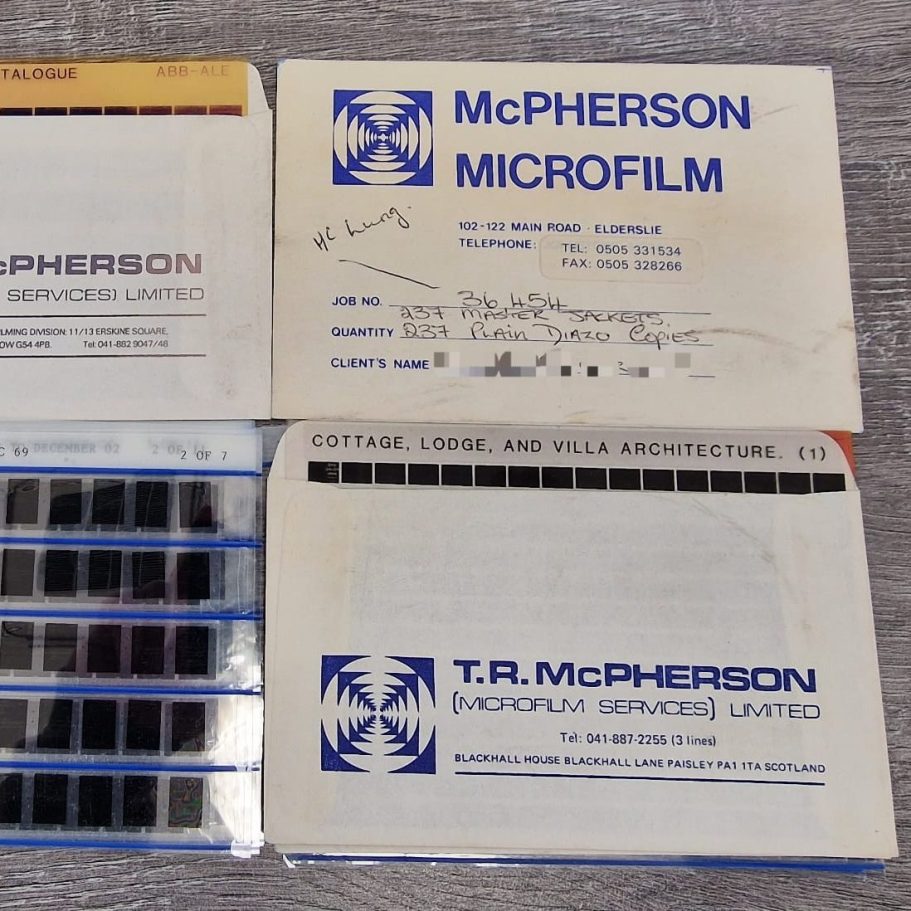 TALOGUE ABB-ALE
cPHERSON
SERVICES) LIMITED
LMING DIVISION: 11/13 ERSKINE SQUARE,
OW G54 4PB. Tel: 041-882 9047/48
McPHERSON
MICROFILM
102-122 MAIN ROAD · ELDERSLIE
TELEPHONE:
TEL: 0505 331534
FAX: 0505 328266
JOB NO. 36 454
237 MASTER JACKETS.
QUANTITY 237 PLAIN DIAZO COPIES
CLIENT'S NAME
C 69 DECEMBER 02 2 OF
2 OF 7
COTTAGE, LODGE, AND VILLA ARCHITECTURE. (1)
T.R. McPHERSON
(MICROFILM SERVICES) LIMITED
Tel: 041-887-2255 (3 lines)
BLACKHALL HOUSE BLACKHALL LANE PAISLEY PA1 1TA SCOTLAND